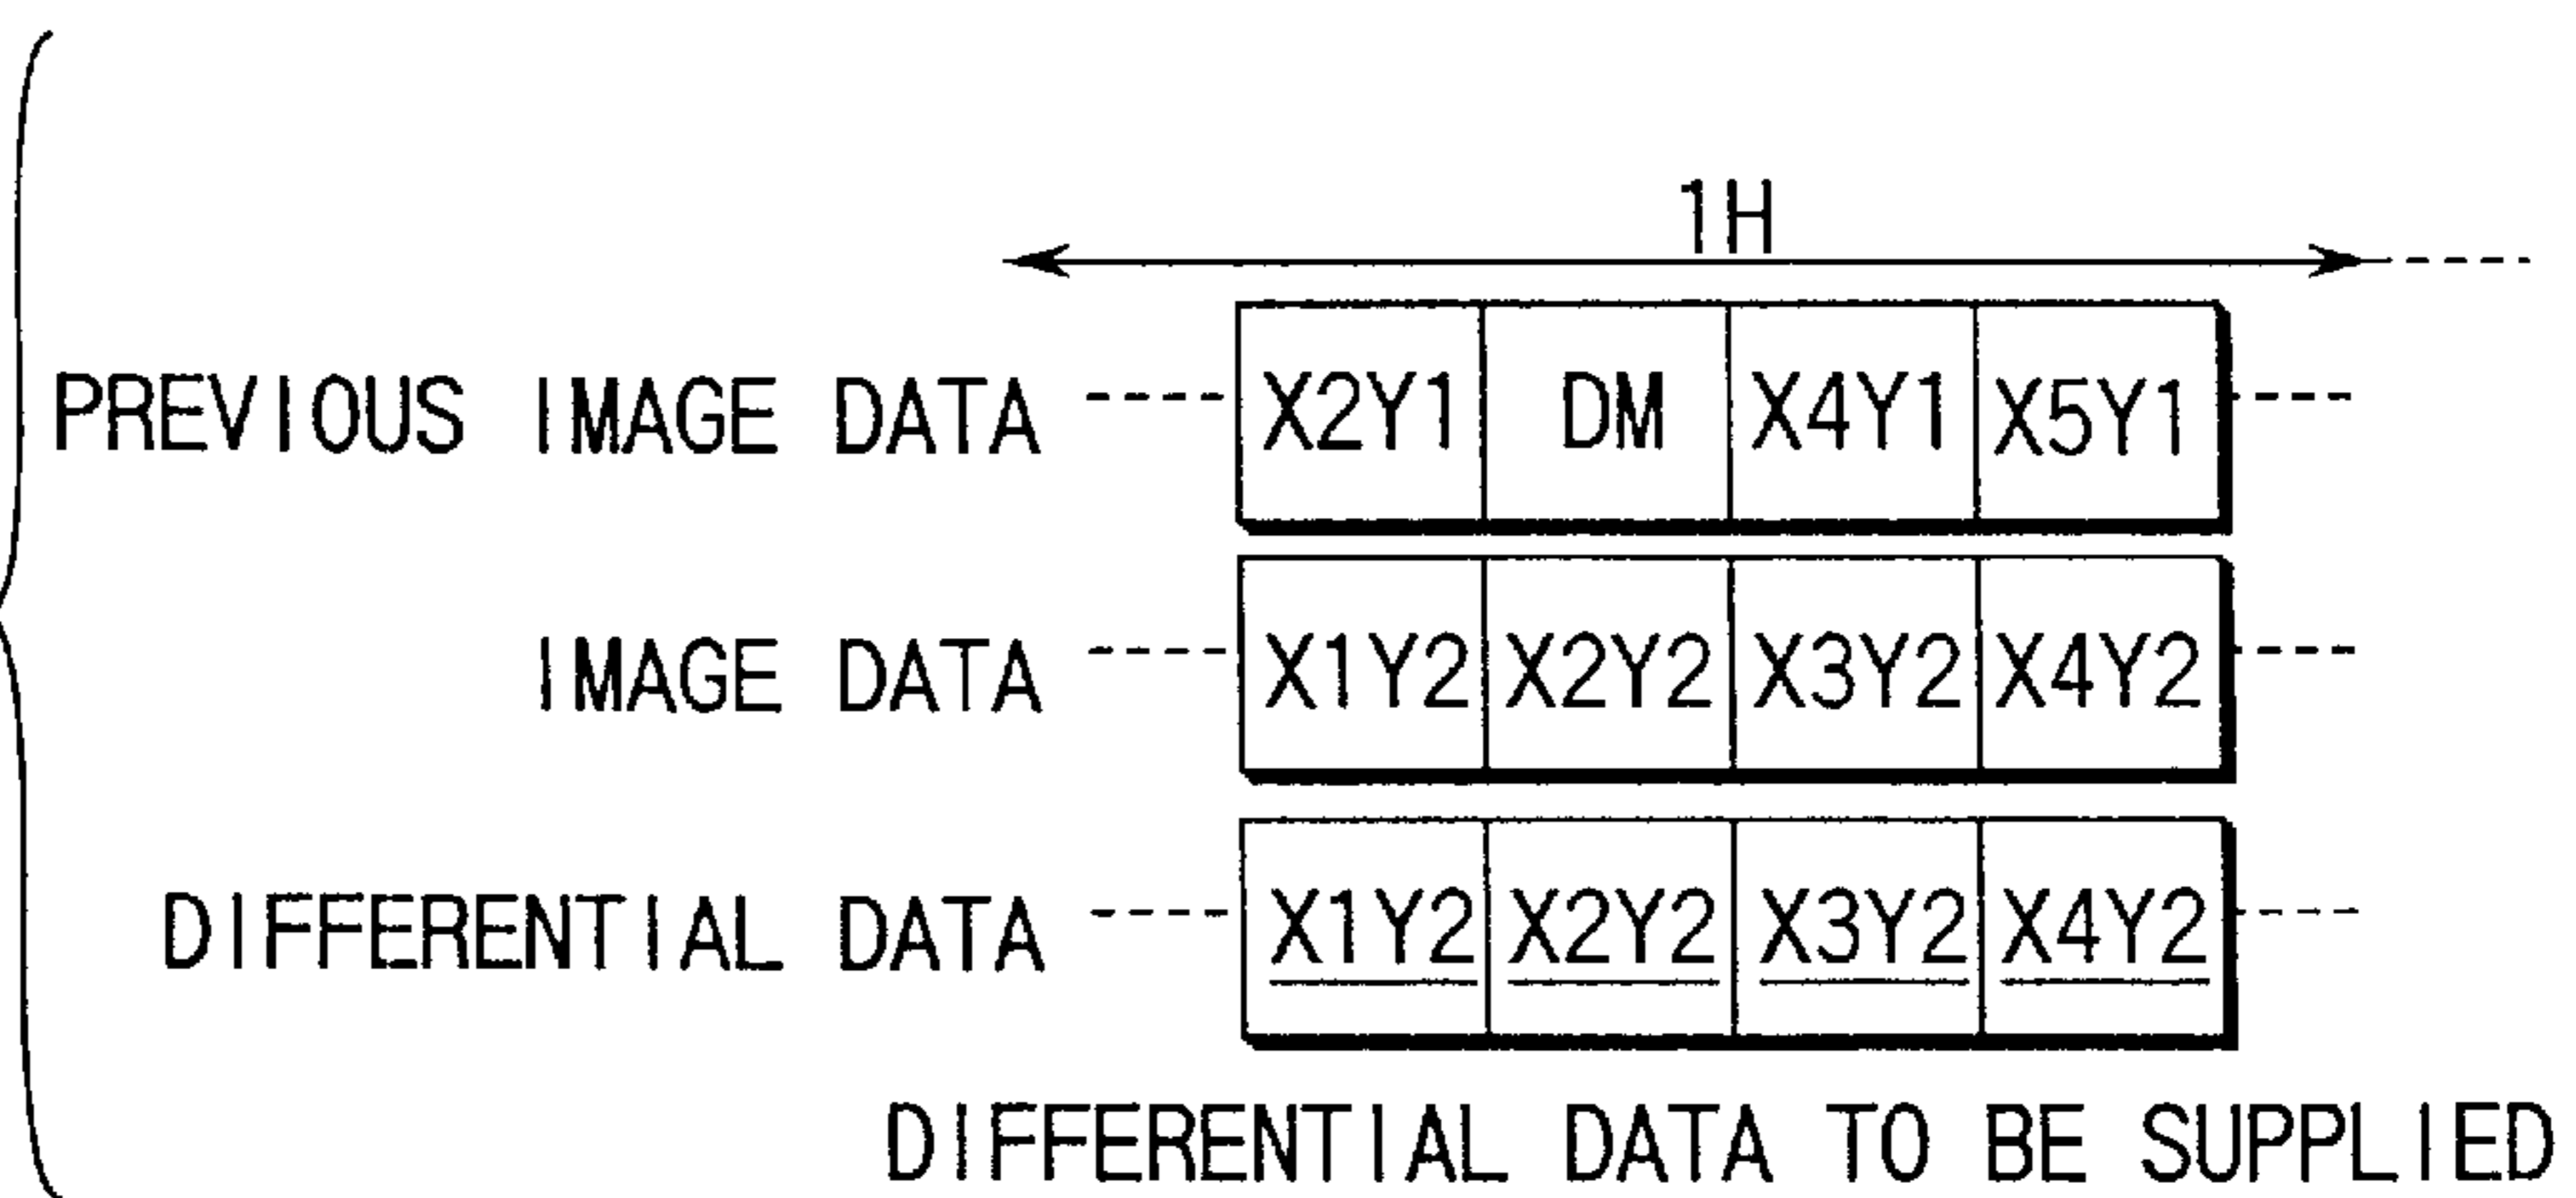 1H
PREVIOUS IMAGE DATA X2Y1 DM X4Y1 X5Y1
IMAGE DATA X1Y2 X2Y2 X3Y2 X4Y2
DIFFERENTIAL DATA X1Y2 X2Y2 X3Y2 X4Y2
DIFFERENTIAL DATA TO BE SUPPLIED